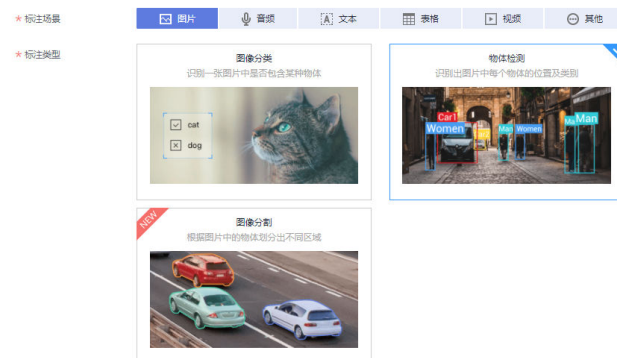 * 标注场景
图片
音频
文本
表格
视频
其他
* 标注类型
图像分类
识别一张图片中是否包含某种物体
cat
dog
物体检测
识别出图片中每个物体的位置及类别
Car1
Women
Man
Women
Ma
Man
NEW
图像分割
根据图片中的物体划分出不同区域